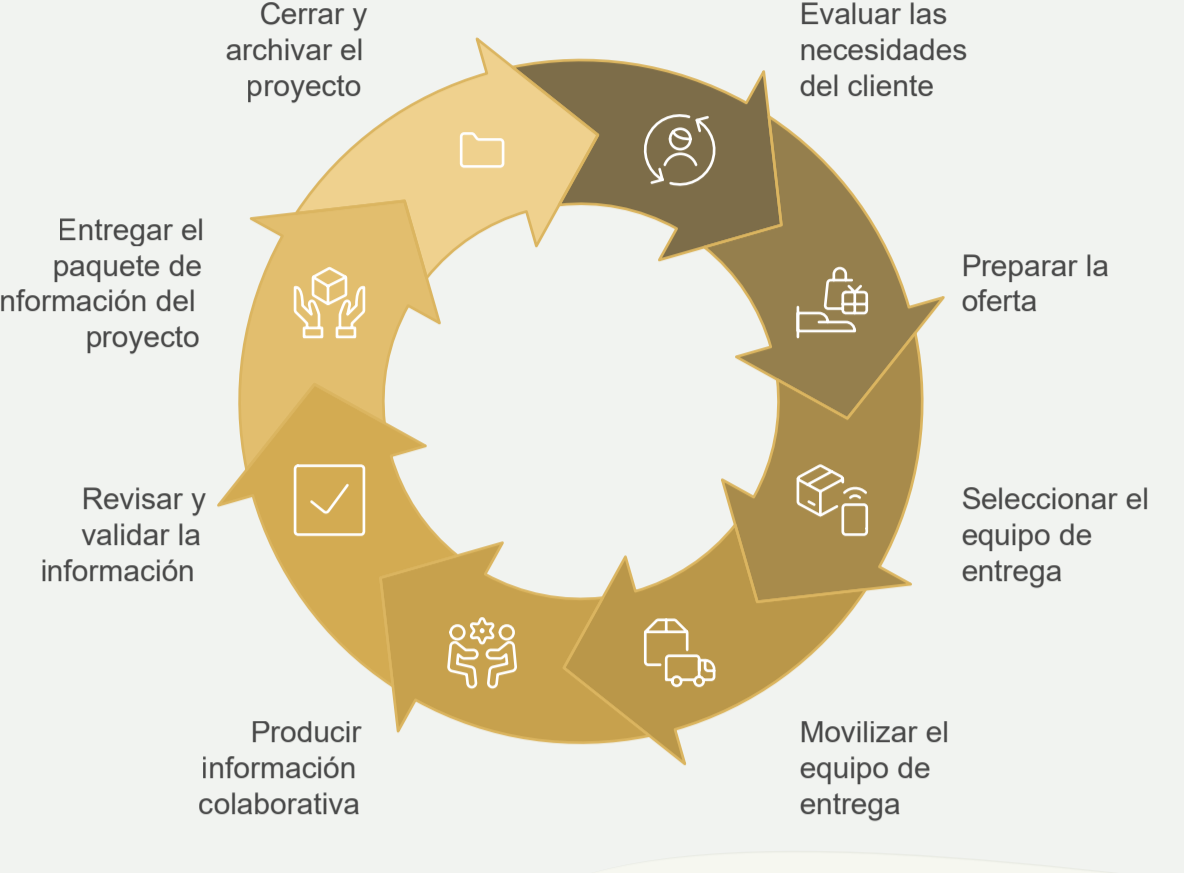 Evaluar las
necesidades
del cliente
Preparar la
oferta
Seleccionar el
equipo de
entrega
Movilizar el
equipo de
entrega
Producir
información
colaborativa
Revisar y
validar la
información
Entregar el
paquete de
nformación del
proyecto
Cerrar y
archivar el
proyecto